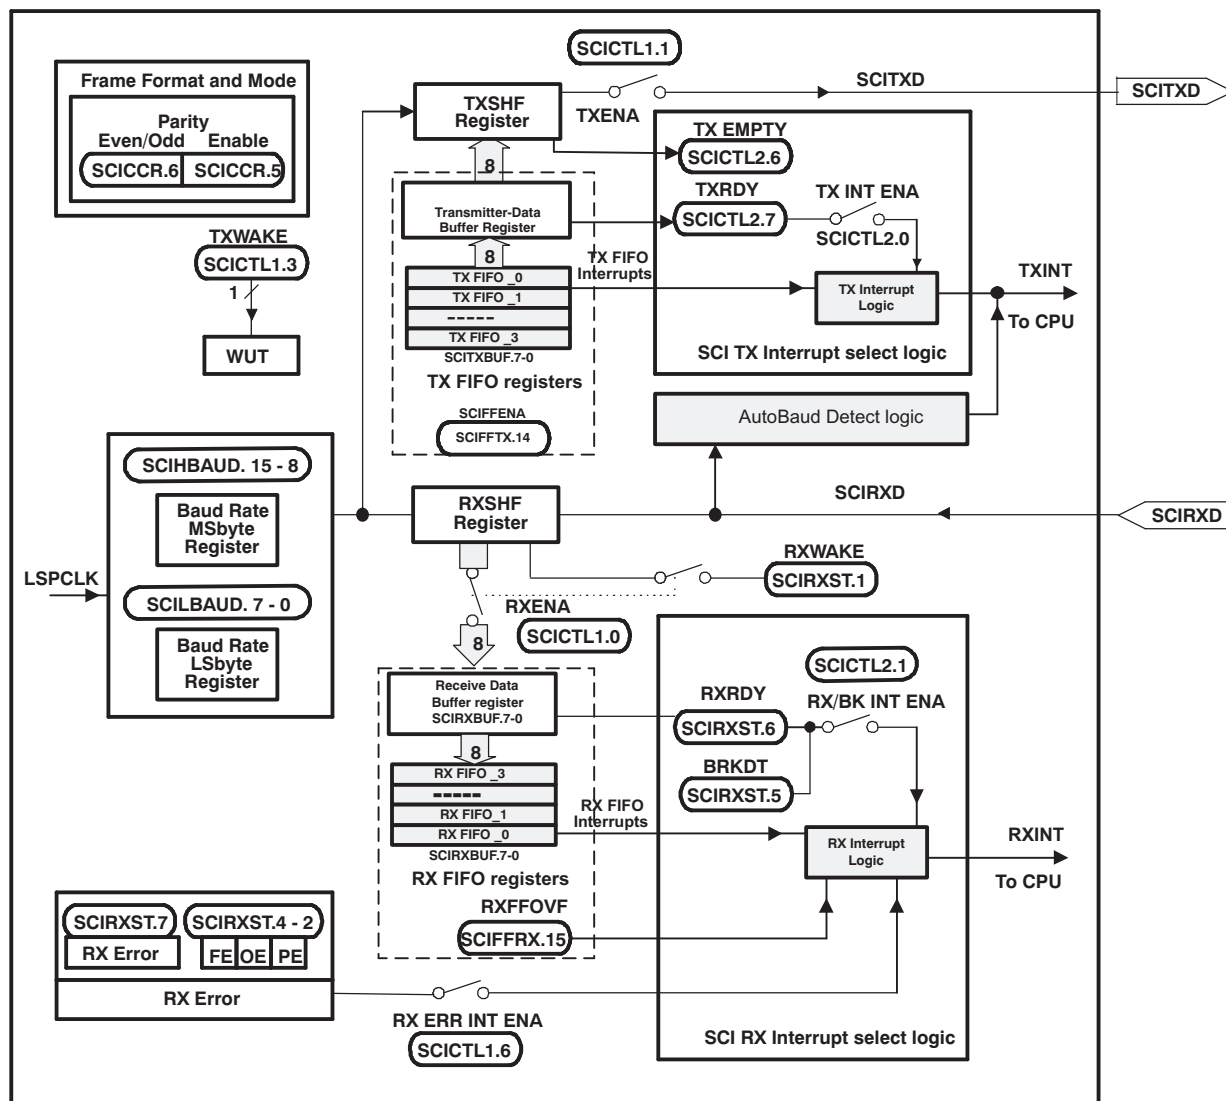 SCICTL1.1
Frame Format and Mode
Parity
Even/Odd Enable
SCICCR.6 SCICCR.5
TXSHF
Register
TXENA
SCITXD
SCITXD
TX EMPTY
SCICTL2.6
8
TXRDY
SCICTL2.7
TX INT ENA
SCICTL2.0
Transmitter-Data
Buffer Register
8
TX FIFO
Interrupts
TX FIFO _0
TX FIFO _1
-----
TX FIFO _3
SCITXBUF.7-0
TX FIFO registers
SCIFFENA
SCIFFTX.14
TX Interrupt
Logic
TXINT
To CPU
SCI TX Interrupt select logic
TXWAKE
SCICTL1.3
1
WUT
AutoBaud Detect logic
SCIHBAUD. 15 - 8
Baud Rate
MSbyte
Register
LSPCLK
SCILBAUD. 7 - 0
Baud Rate
LSbyte
Register
RXSHF
Register
SCIRXD
SCIRXD
RXWAKE
SCIRXST.1
RXENA
SCICTL1.0
8
Receive Data
Buffer register
SCIRXBUF.7-0
8
RX FIFO _3
-----
RX FIFO_1
RX FIFO _0
SCIRXBUF.7-0
RX FIFO registers
RX FIFO
Interrupts
SCICTL2.1
RX/BK INT ENA
RXRDY
SCIRXST.6
BRKDT
SCIRXST.5
RX Interrupt
Logic
RXINT
To CPU
RXFFOVF
SCIFFRX.15
SCIRXST.7 SCIRXST.4 - 2
RX Error FE OE PE
RX Error
RX ERR INT ENA
SCICTL1.6
SCI RX Interrupt select logic